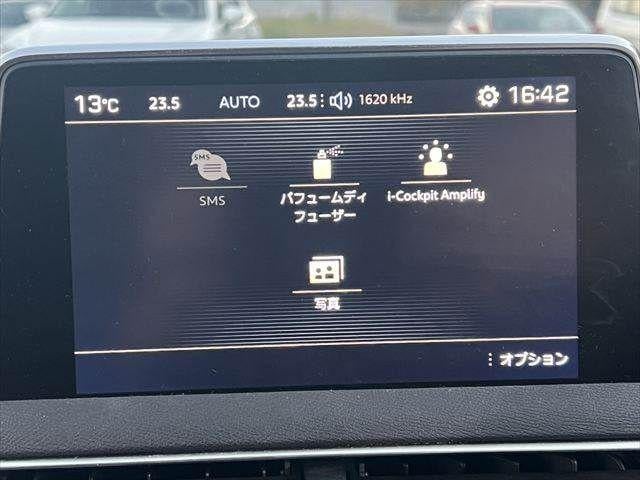 13°C 23.5 AUTO 23.5 1620 kHz 16:42
SMS
SMS
パフュームディ
フューザー
i-Cockpit Amplify
写真
オプション